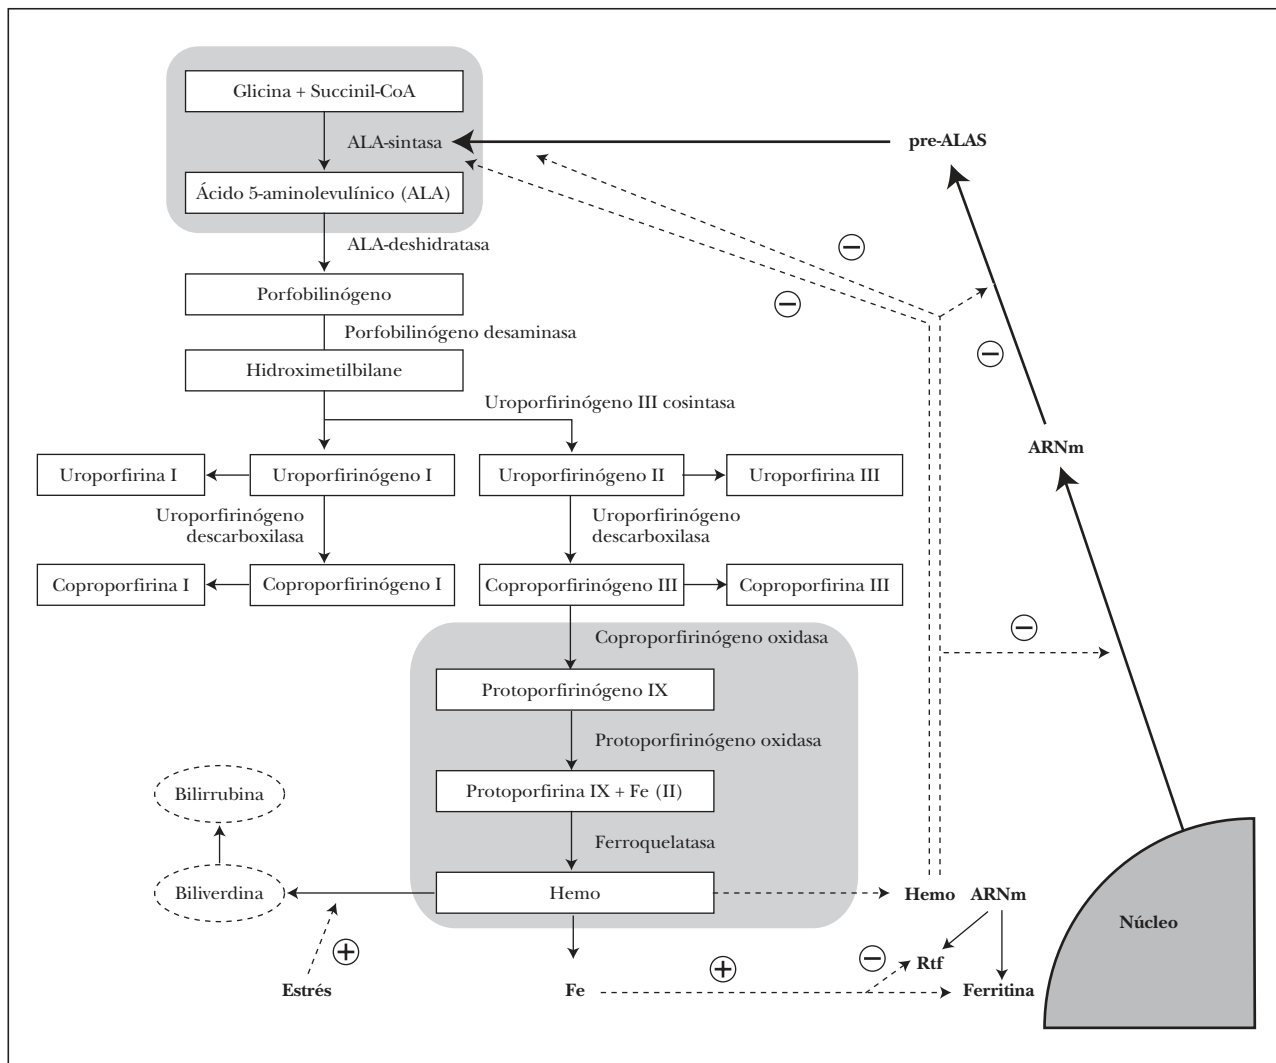 Glicina + Succinil-CoA
ALA-sintasa
pre-ALAS
Ácido 5-aminolevulínico (ALA)
ALA-deshidratasa
Porfobilinógeno
Porfobilinógeno desaminasa
Hidroximetilbilane
Uroporfirinógeno III cosintasa
ARNm
Uroporfirina I
Uroporfirinógeno I
Uroporfirinógeno II
Uroporfirina III
Uroporfirinógeno
descarboxilasa
Uroporfirinógeno
descarboxilasa
Coproporfirina I
Coproporfirinógeno I
Coproporfirinógeno III
Coproporfirina III
Coproporfirinógeno oxidasa
Protoporfirinógeno IX
Protoporfirinógeno oxidasa
Bilirrubina
Protoporfirina IX + Fe (II)
Ferroquelatasa
Biliverdina
Hemo
Hemo
ARNm
Núcleo
Rtf
Estrés
Fe
Ferritina